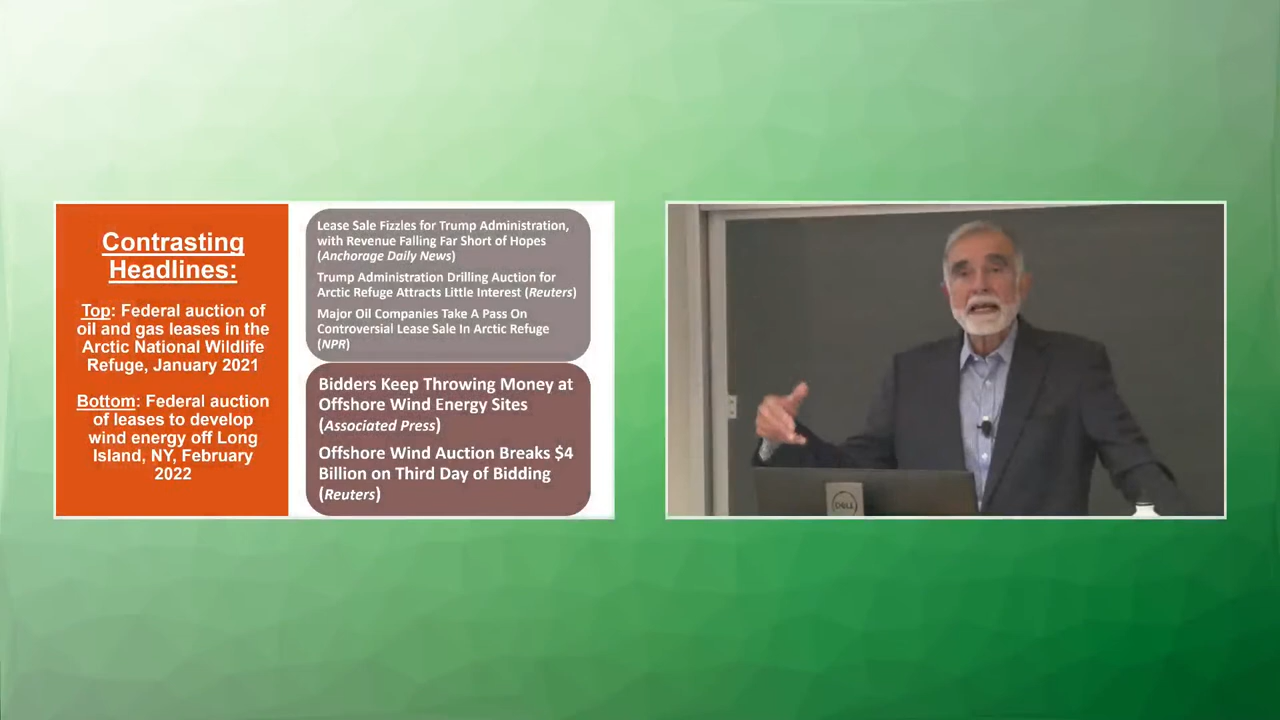 Contrasting
Headlines:
Top: Federal auction of
oil and gas leases in the
Arctic National Wildlife
Refuge, January 2021
Bottom: Federal auction
of leases to develop
wind energy off Long
Island, NY, February
2022
Lease Sale Fizzles for Trump Administration,
with Revenue Falling Far Short of Hopes
(Anchorage Daily News)
Trump Administration Drilling Auction for
Arctic Refuge Attracts Little Interest (Reuters)
Major Oil Companies Take A Pass On
Controversial Lease Sale In Arctic Refuge
(NPR)
Bidders Keep Throwing Money at
Offshore Wind Energy Sites
(Associated Press)
Offshore Wind Auction Breaks $4
Billion on Third Day of Bidding
(Reuters)
DELL